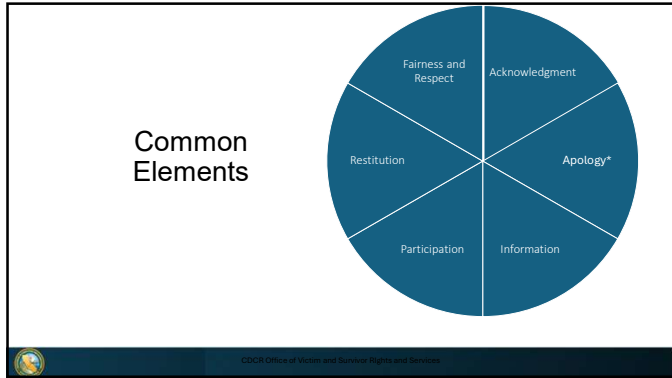 Common
Elements
Fairness and
Respect
Acknowledgment
Restitution
Apology*
Participation
Information
CDCR Office of Victim and Survivor Rights and Services